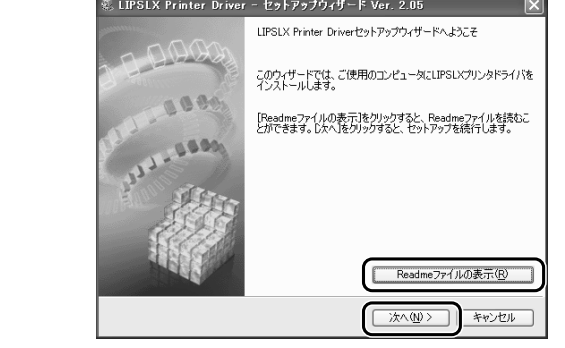 LIPSLX Printer Driver - セットアップウィザード Ver. 2.05
LIPSLX Printer Driverセットアップウィザードへようこそ
このウィザードでは、ご使用のコンピュータにLIPSLXプリンタドライバを
インストールします。
[Readmeファイルの表示]をクリックすると、Readmeファイルを読むこ
とができます。[次へ]をクリックすると、セットアップを続行します。
Readmeファイルの表示(R)
次へ(N) >
キャンセル